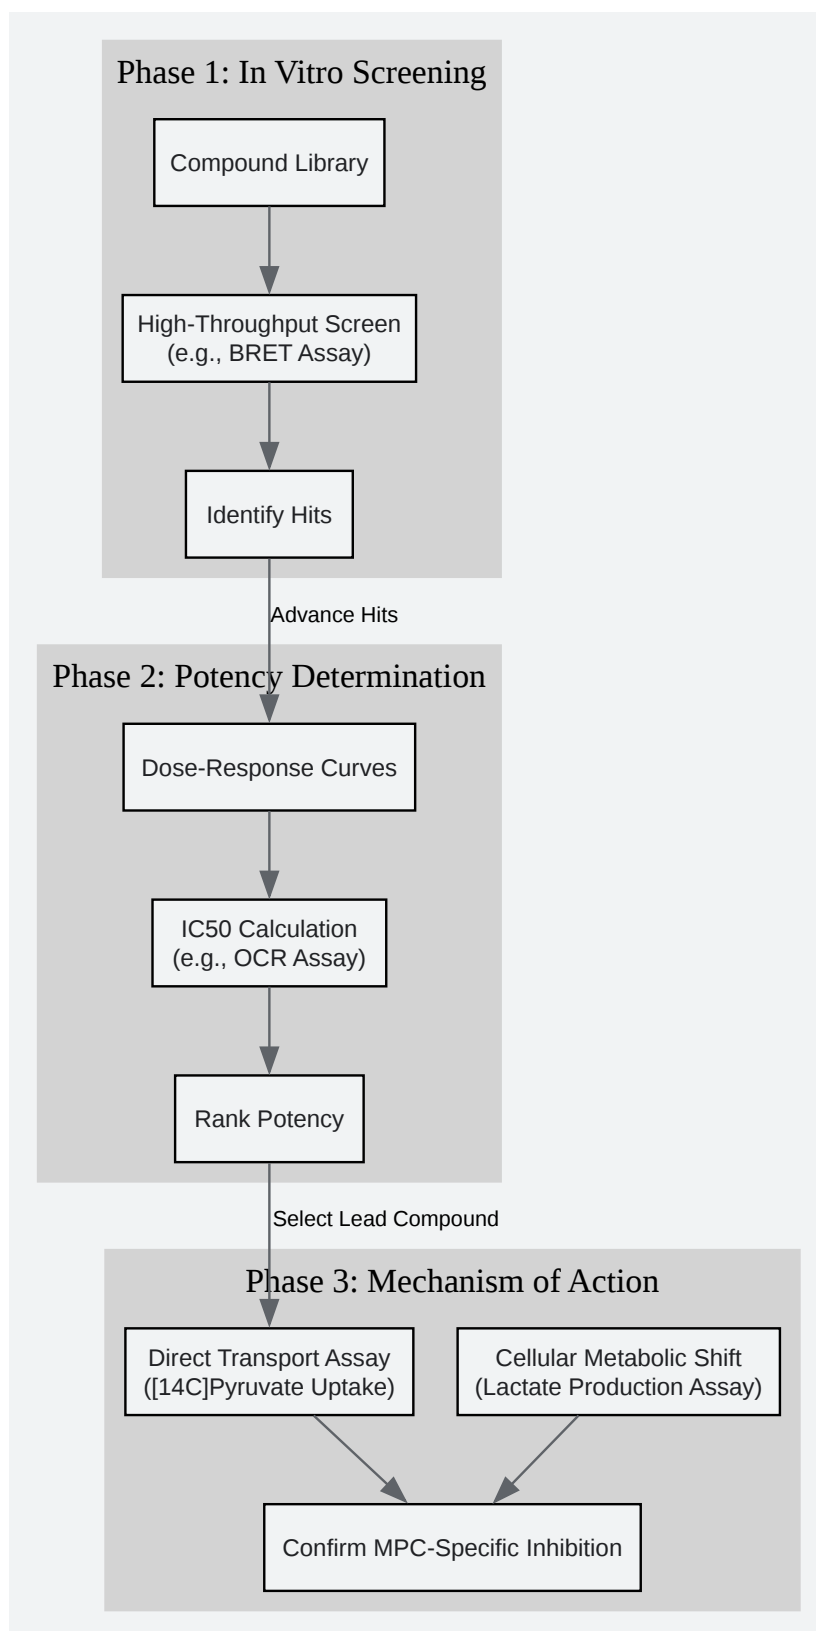 Phase 1: In Vitro Screening
Compound Library
High-Throughput Screen
(e.g., BRET Assay)
Identify Hits
Advance Hits
Phase 2: Potency Determination
Dose-Response Curves
IC50 Calculation
(e.g., OCR Assay)
Rank Potency
Select Lead Compound
Phase 3: Mechanism of Action
Direct Transport Assay
([14C]Pyruvate Uptake)
Cellular Metabolic Shift
(Lactate Production Assay)
Confirm MPC-Specific Inhibition